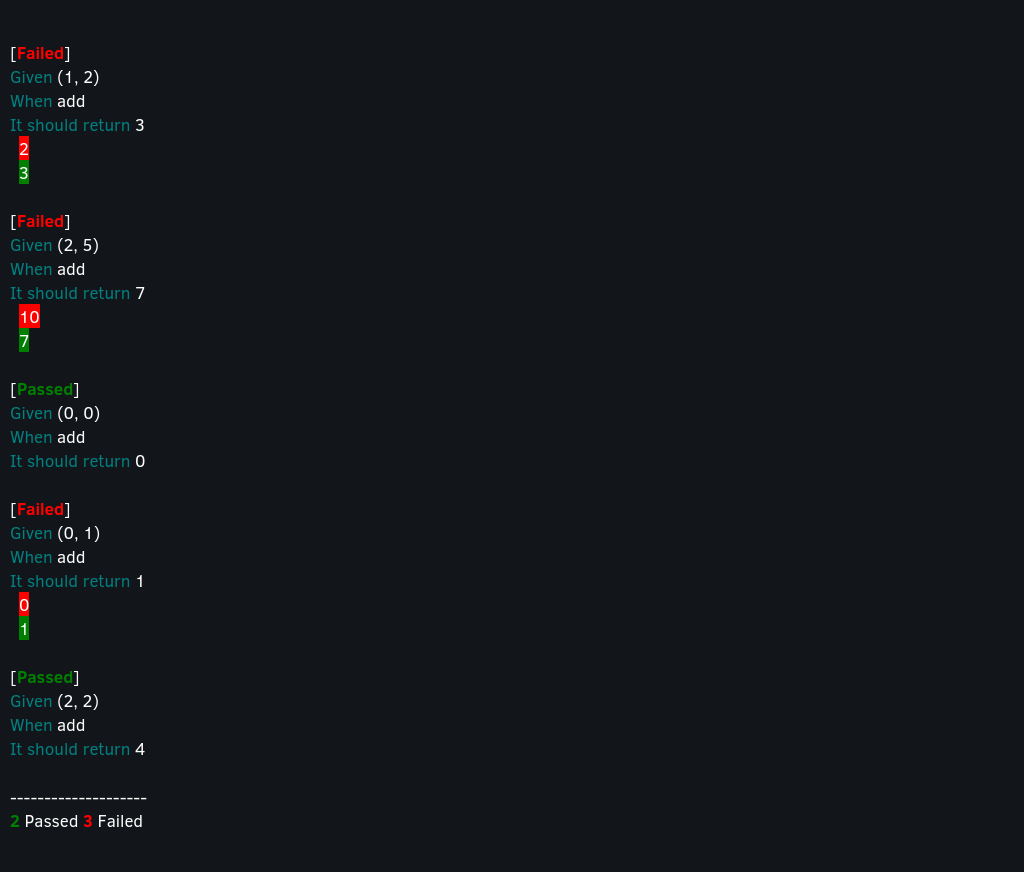 [Failed]
Given (1, 2)
When add
It should return 3
2
3
[Failed]
Given (2, 5)
When add
It should return 7
10
7
[Passed]
Given (0, 0)
When add
It should return 0
[Failed]
Given (0, 1)
When add
It should return 1
0
1
[Passed]
Given (2, 2)
When add
It should return 4
--------------------
2 Passed 3 Failed